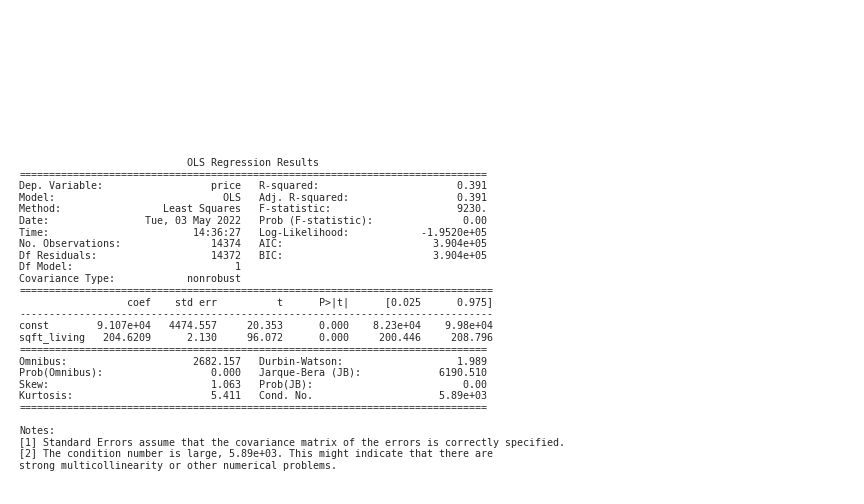 OLS Regression Results
==============================================================================
Dep. Variable:                  price   R-squared:                       0.391
Model:                            OLS   Adj. R-squared:                  0.391
Method:                 Least Squares   F-statistic:                     9230.
Date:                Tue, 03 May 2022   Prob (F-statistic):               0.00
Time:                        14:36:27   Log-Likelihood:            -1.9520e+05
No. Observations:               14374   AIC:                         3.904e+05
Df Residuals:                   14372   BIC:                         3.904e+05
Df Model:                           1
Covariance Type:            nonrobust
===============================================================================
                  coef    std err          t      P>|t|      [0.025      0.975]
-------------------------------------------------------------------------------
const        9.107e+04   4474.557     20.353      0.000    8.23e+04    9.98e+04
sqft_living   204.6209      2.130     96.072      0.000     200.446     208.796
==============================================================================
Omnibus:                     2682.157   Durbin-Watson:                   1.989
Prob(Omnibus):                  0.000   Jarque-Bera (JB):             6190.510
Skew:                           1.063   Prob(JB):                         0.00
Kurtosis:                       5.411   Cond. No.                     5.89e+03
==============================================================================
Notes:
[1] Standard Errors assume that the covariance matrix of the errors is correctly specified.
[2] The condition number is large, 5.89e+03. This might indicate that there are
strong multicollinearity or other numerical problems.